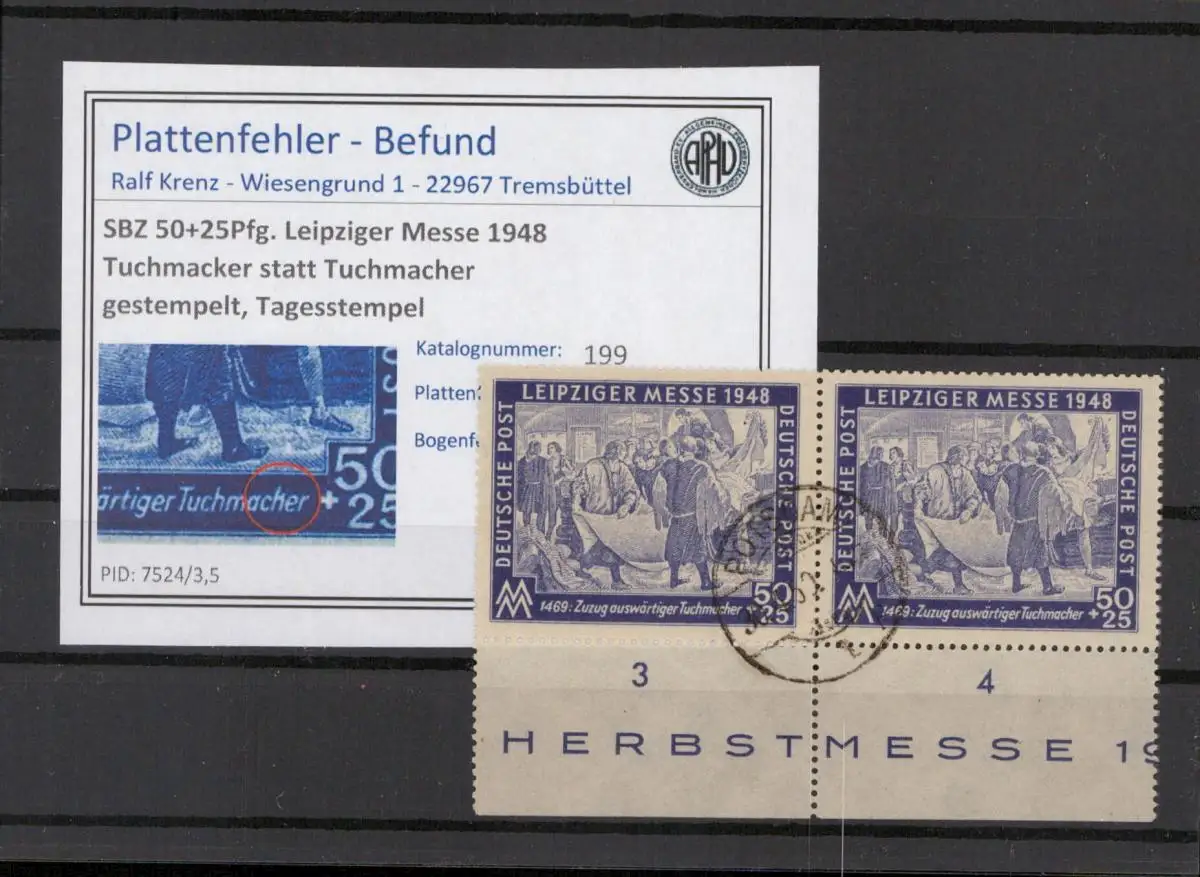 Plattenfehler - Befund
Ralf Krenz - Wiesengrund 1 - 22967 Tremsbüttel
APHV
SBZ 50+25Pfg. Leipziger Messe 1948
Tuchmacker statt Tuchmacher
gestempelt, Tagesstempel
Katalognummer: 199
50
ärtiger Tuchmacher + 25
PID: 7524/3,5
LEIPZIGER MESSE 1948
DEUTSCHE POST
DEUTSCHE POST
1469: Zuzug auswärtiger Tuchmacher
50
25
LEIPZIGER MESSE 1948
DEUTSCHE POST
DEUTSCHE POST
1469: Zuzug auswärtiger Tuchmacher
50
+ 25
3
4
HERBSTMESSE